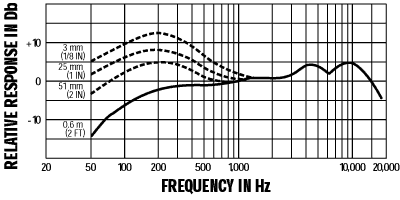 RELATIVE RESPONSE IN Db
+10
0
-10
3 mm
(1/8 IN)
25 mm
(1 IN)
51 mm
(2 IN)
0.6 m
(2 FT)
20 50 100 200 500 1000 10,000 20,000
FREQUENCY IN Hz